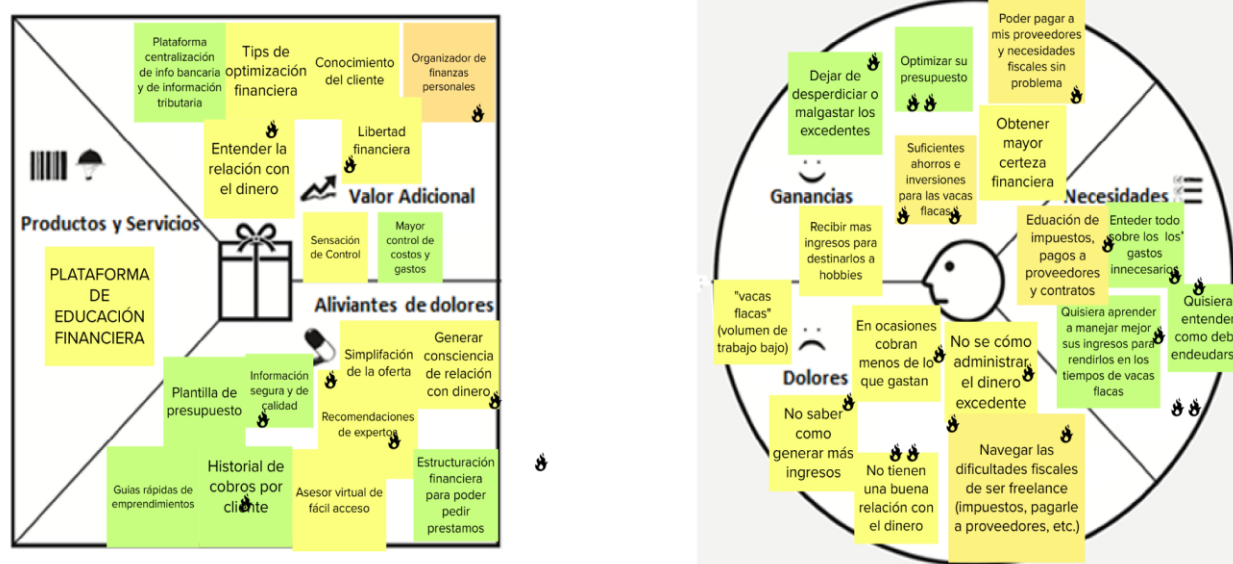 Plataforma
centralización
de info bancaria
y de información
tributaria
Tips de
optimización
financiera
Conocimiento
del cliente
Organizador de
finanzas
personales
Entender la
relación con
el dinero
Libertad
financiera
Valor Adicional
Productos y Servicios
Sensación
de Control
Mayor
control de
costos y
gastos
PLATAFORMA
DE
EDUCACIÓN
FINANCIERA
Aliviantes de dolores
Simplifación
de la oferta
Generar
consciencia
de relación
con dinero
Plantilla de
presupuesto
Información
segura y de
calidad
Recomendaciones
de expertos
Guias rápidas de
emprendimientos
Historial de
cobros por
cliente
Asesor virtual de
fácil acceso
Estructuración
financiera
para poder
pedir
prestamos
Dejar de
desperdiciar o
malgastar los
excedentes
Optimizar su
presupuesto
Poder pagar a
mis proveedores
y necesidades
fiscales sin
problema
Suficientes
ahorros e
inversiones
para las vacas
flacas
Obtener
mayor
certeza
financiera
Ganancias
Necesidades
Recibir mas
ingresos para
destinarlos a
hobbies
Eduación de
impuestos,
pagos a
proveedores
y contratos
Enteder todo
sobre los los"
gastos
innecesarios
"vacas
flacas"
(volumen de
trabajo bajo)
En ocasiones
cobran
menos de lo
que gastan
No se cómo
administrar
el dinero
excedente
Quisiera aprender
a manejar mejor
sus ingresos para
rendirlos en los
tiempos de vacas
flacas
Quisiera
entender
como deb
endeudars
Dolores
No saber
como
generar más
ingresos
No tienen
una buena
relación con
el dinero
Navegar las
dificultades fiscales
de ser freelance
(impuestos, pagarle
a proveedores, etc.)